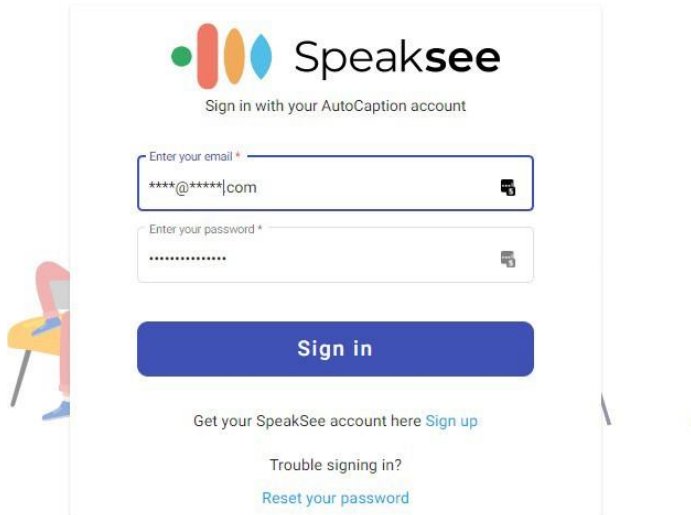 Speaksee
Sign in with your AutoCaption account
Enter your email *
****@*****.com
Enter your password *
•••••••••••••••
Sign in
Get your SpeakSee account here Sign up
Trouble signing in?
Reset your password